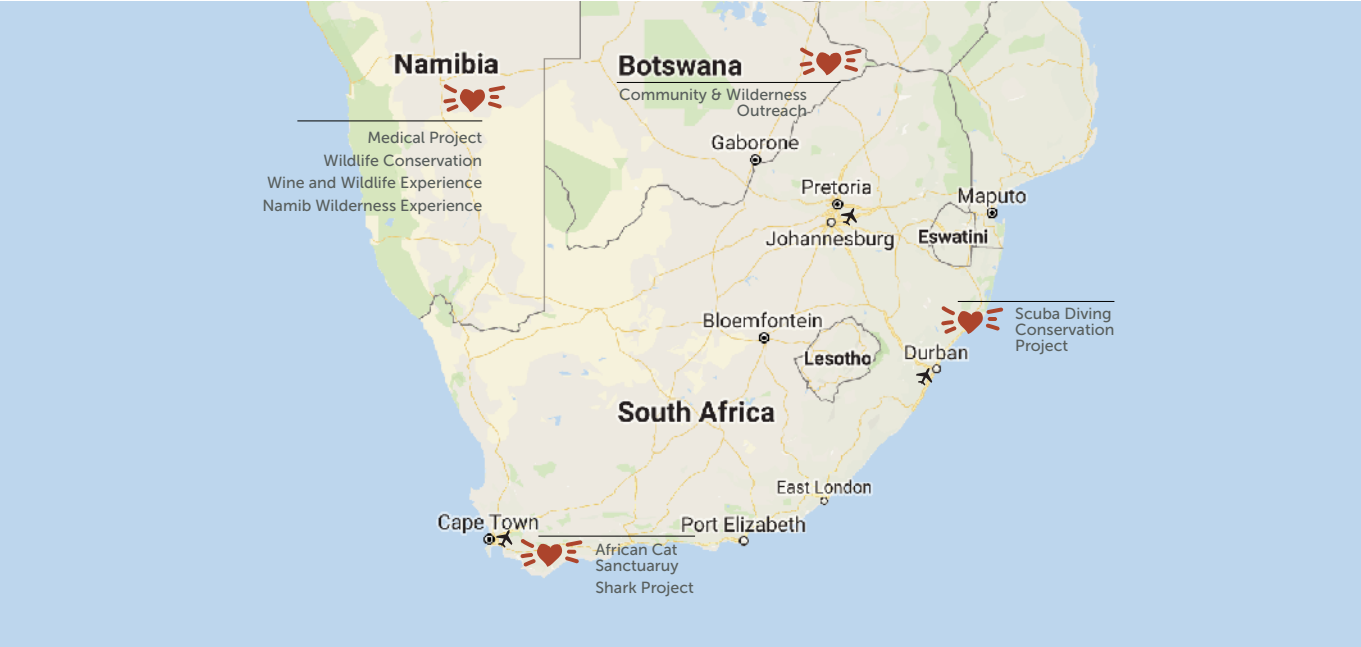 Namibia
Medical Project
Wildlife Conservation
Wine and Wildlife Experience
Namib Wilderness Experience
Botswana
Community & Wilderness
Outreach
Gaborone
Pretoria
Johannesburg
Maputo
Eswatini
Bloemfontein
Lesotho
Durban
Scuba Diving
Conservation
Project
South Africa
East London
Port Elizabeth
Cape Town
African Cat
Sanctuaruy
Shark Project